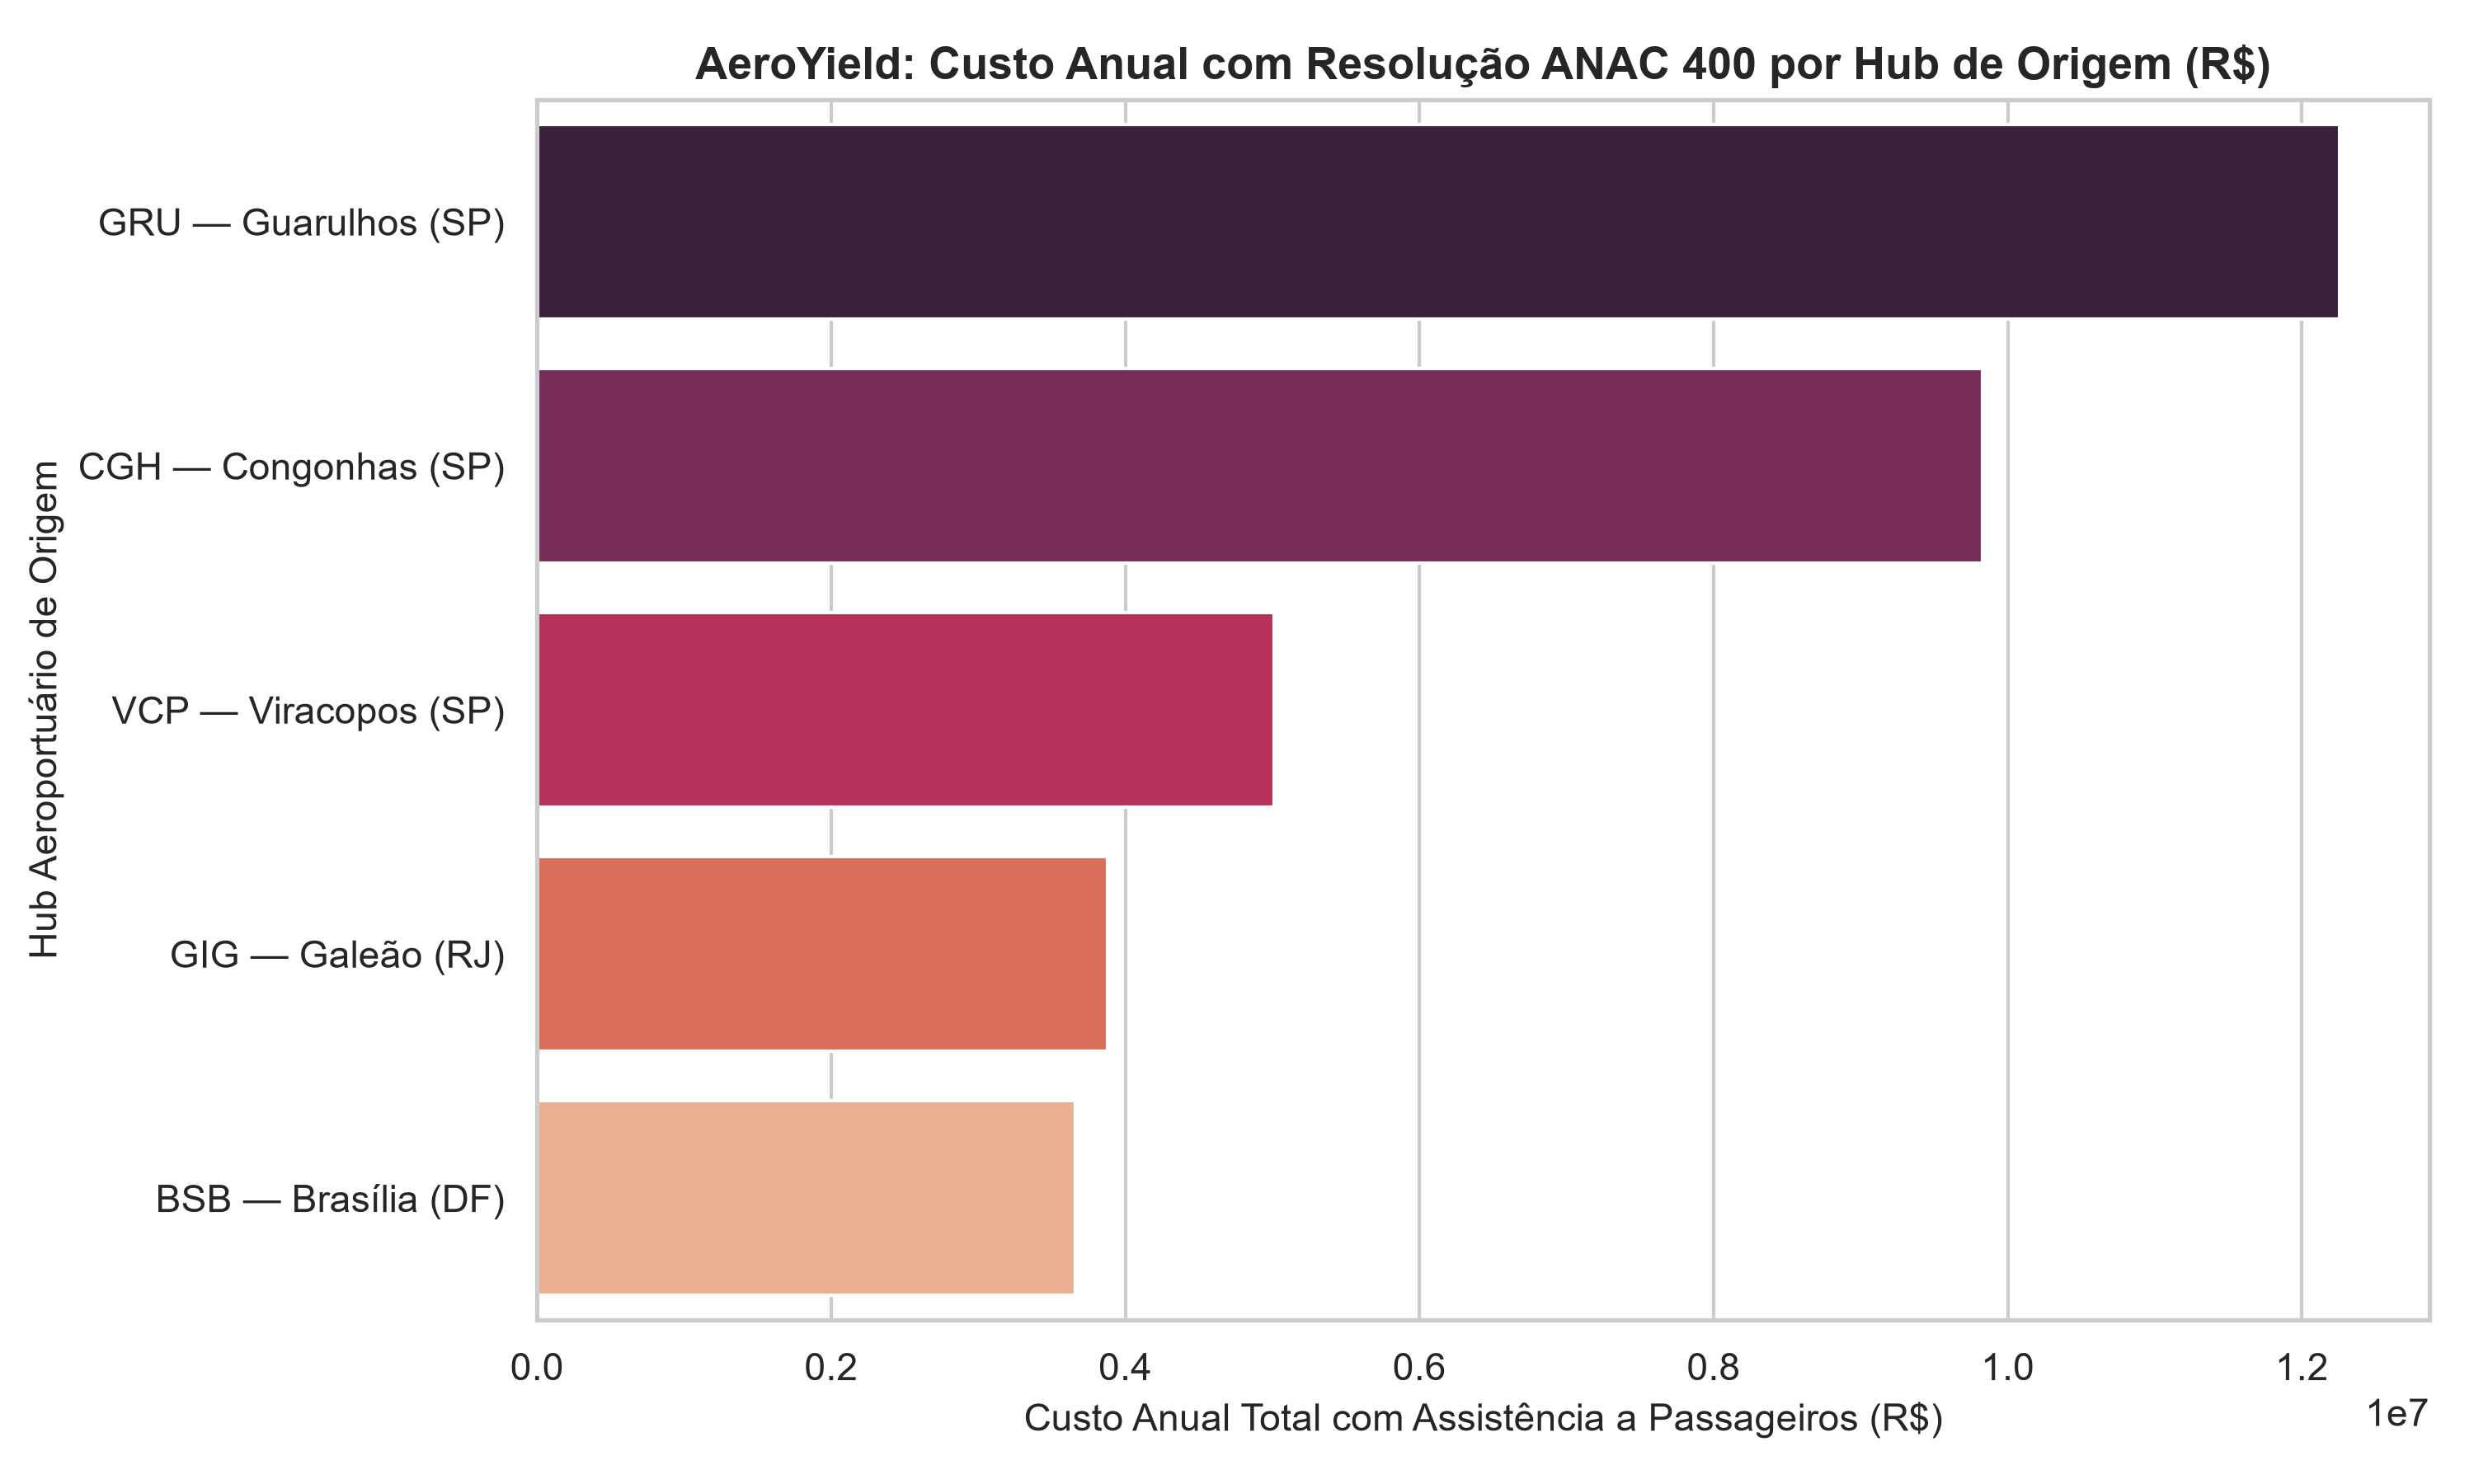 AeroYield: Custo Anual com Resolução ANAC 400 por Hub de Origem (R$)
Hub Aeroportuário de Origem
GRU — Guarulhos (SP)
CGH — Congonhas (SP)
VCP — Viracopos (SP)
GIG — Galeão (RJ)
BSB — Brasília (DF)
0.0 0.2 0.4 0.6 0.8 1.0 1.2
1e7
Custo Anual Total com Assistência a Passageiros (R$)